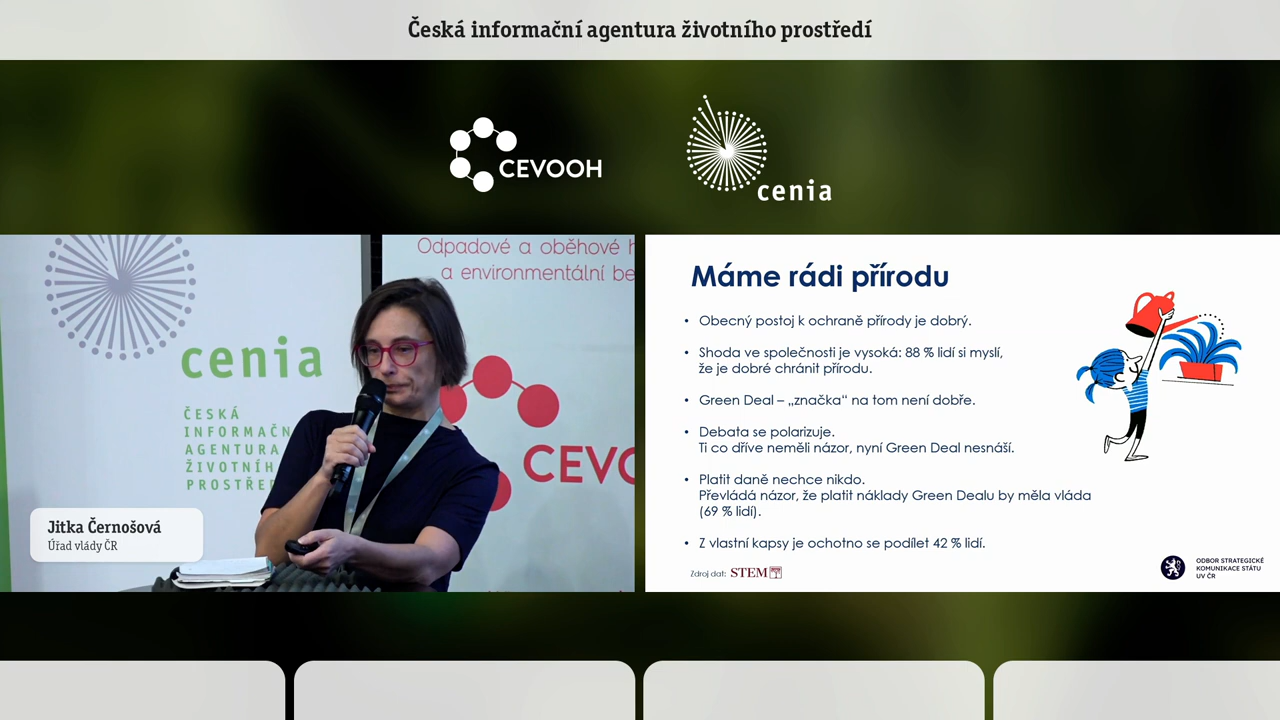 Česká informační agentura životního prostředí
CEVOOH
cenia
Odpadové a oběhové h
a environmentální be
cenia
ČESKÁ
INFORMAČN
AGENTURA
ŽIVOTNÍH
PROSTŘE
CEVO
Jitka Černošová
Úřad vlády ČR
Máme rádi přírodu
• Obecný postoj k ochraně přírody je dobrý.
• Shoda ve společnosti je vysoká: 88 % lidí si myslí,
že je dobré chránit přírodu.
• Green Deal – „značka“ na tom není dobře.
• Debata se polarizuje.
Ti co dříve neměli názor, nyní Green Deal nesnáší.
• Platit daně nechce nikdo.
Převládá názor, že platit náklady Green Dealu by měla vláda
(69 % lidí).
• Z vlastní kapsy je ochotno se podílet 42 % lidí.
Zdroj dat: STEM
ODBOR STRATEGICKÉ
KOMUNIKACE STÁTU
UV ČR